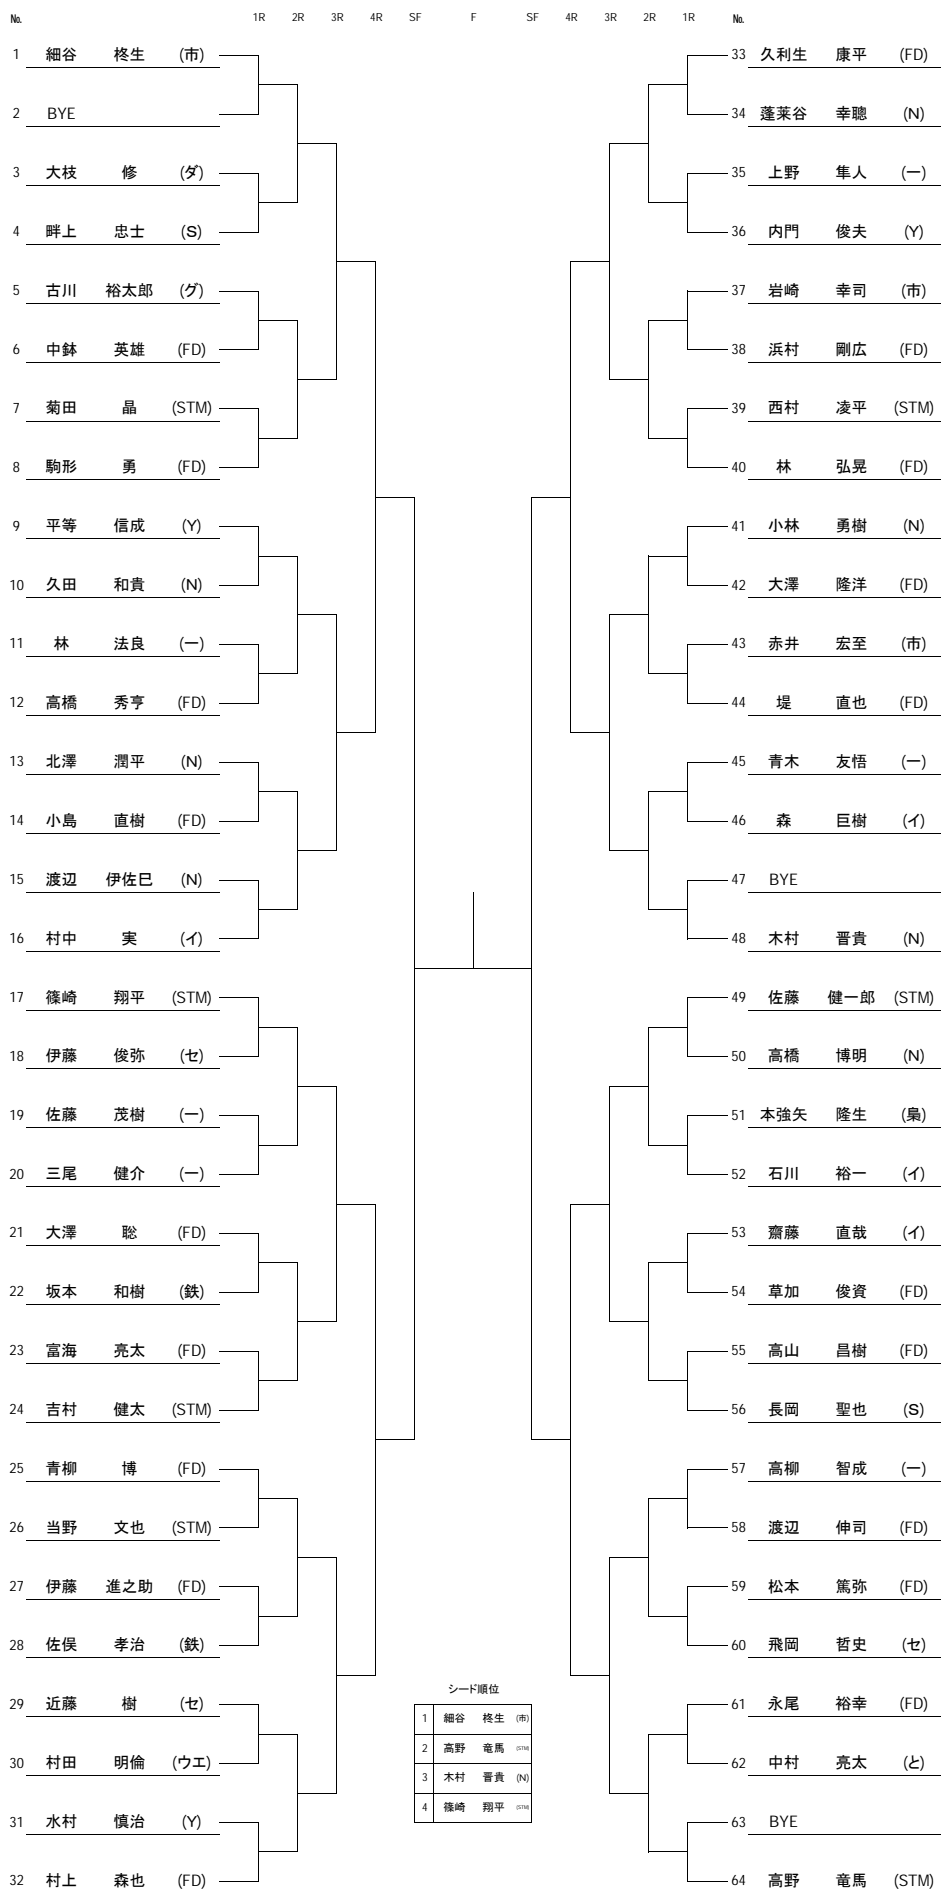 № 1R 2R 3R 4R SF F SF 4R 3R 2R 1R №
1 細谷 柊生 (市) 33 久利生 康平 (FD)
2 BYE 34 蓬莱谷 幸聰 (N)
3 大枝 修 (ダ) 35 上野 隼人 (一)
4 畔上 忠士 (S) 36 内門 俊夫 (Y)
5 古川 裕太郎 (グ) 37 岩崎 幸司 (市)
6 中鉢 英雄 (FD) 38 浜村 剛広 (FD)
7 菊田 晶 (STM) 39 西村 凌平 (STM)
8 駒形 勇 (FD) 40 林 弘晃 (FD)
9 平等 信成 (Y) 41 小林 勇樹 (N)
10 久田 和貴 (N) 42 大澤 隆洋 (FD)
11 林 法良 (一) 43 赤井 宏至 (市)
12 高橋 秀亨 (FD) 44 堤 直也 (FD)
13 北澤 潤平 (N) 45 青木 友悟 (一)
14 小島 直樹 (FD) 46 森 巨樹 (イ)
15 渡辺 伊佐巳 (N) 47 BYE
16 村中 実 (イ) 48 木村 晋貴 (N)
17 篠崎 翔平 (STM) 49 佐藤 健一郎 (STM)
18 伊藤 俊弥 (セ) 50 高橋 博明 (N)
19 佐藤 茂樹 (一) 51 本強矢 隆生 (梟)
20 三尾 健介 (一) 52 石川 裕一 (イ)
21 大澤 聡 (FD) 53 齋藤 直哉 (イ)
22 坂本 和樹 (鉄) 54 草加 俊資 (FD)
23 富海 亮太 (FD) 55 高山 昌樹 (FD)
24 吉村 健太 (STM) 56 長岡 聖也 (S)
25 青柳 博 (FD) 57 高柳 智成 (一)
26 当野 文也 (STM) 58 渡辺 伸司 (FD)
27 伊藤 進之助 (FD) 59 松本 篤弥 (FD)
28 佐俣 孝治 (鉄) 60 飛岡 哲史 (セ)
29 近藤 樹 (セ) 61 永尾 裕幸 (FD)
30 村田 明倫 (ウエ) 62 中村 亮太 (と)
31 水村 慎治 (Y) 63 BYE
32 村上 森也 (FD) 64 高野 竜馬 (STM)
シード順位
1 細谷 柊生 (市)
2 高野 竜馬 (STM)
3 木村 晋貴 (N)
4 篠崎 翔平 (STM)